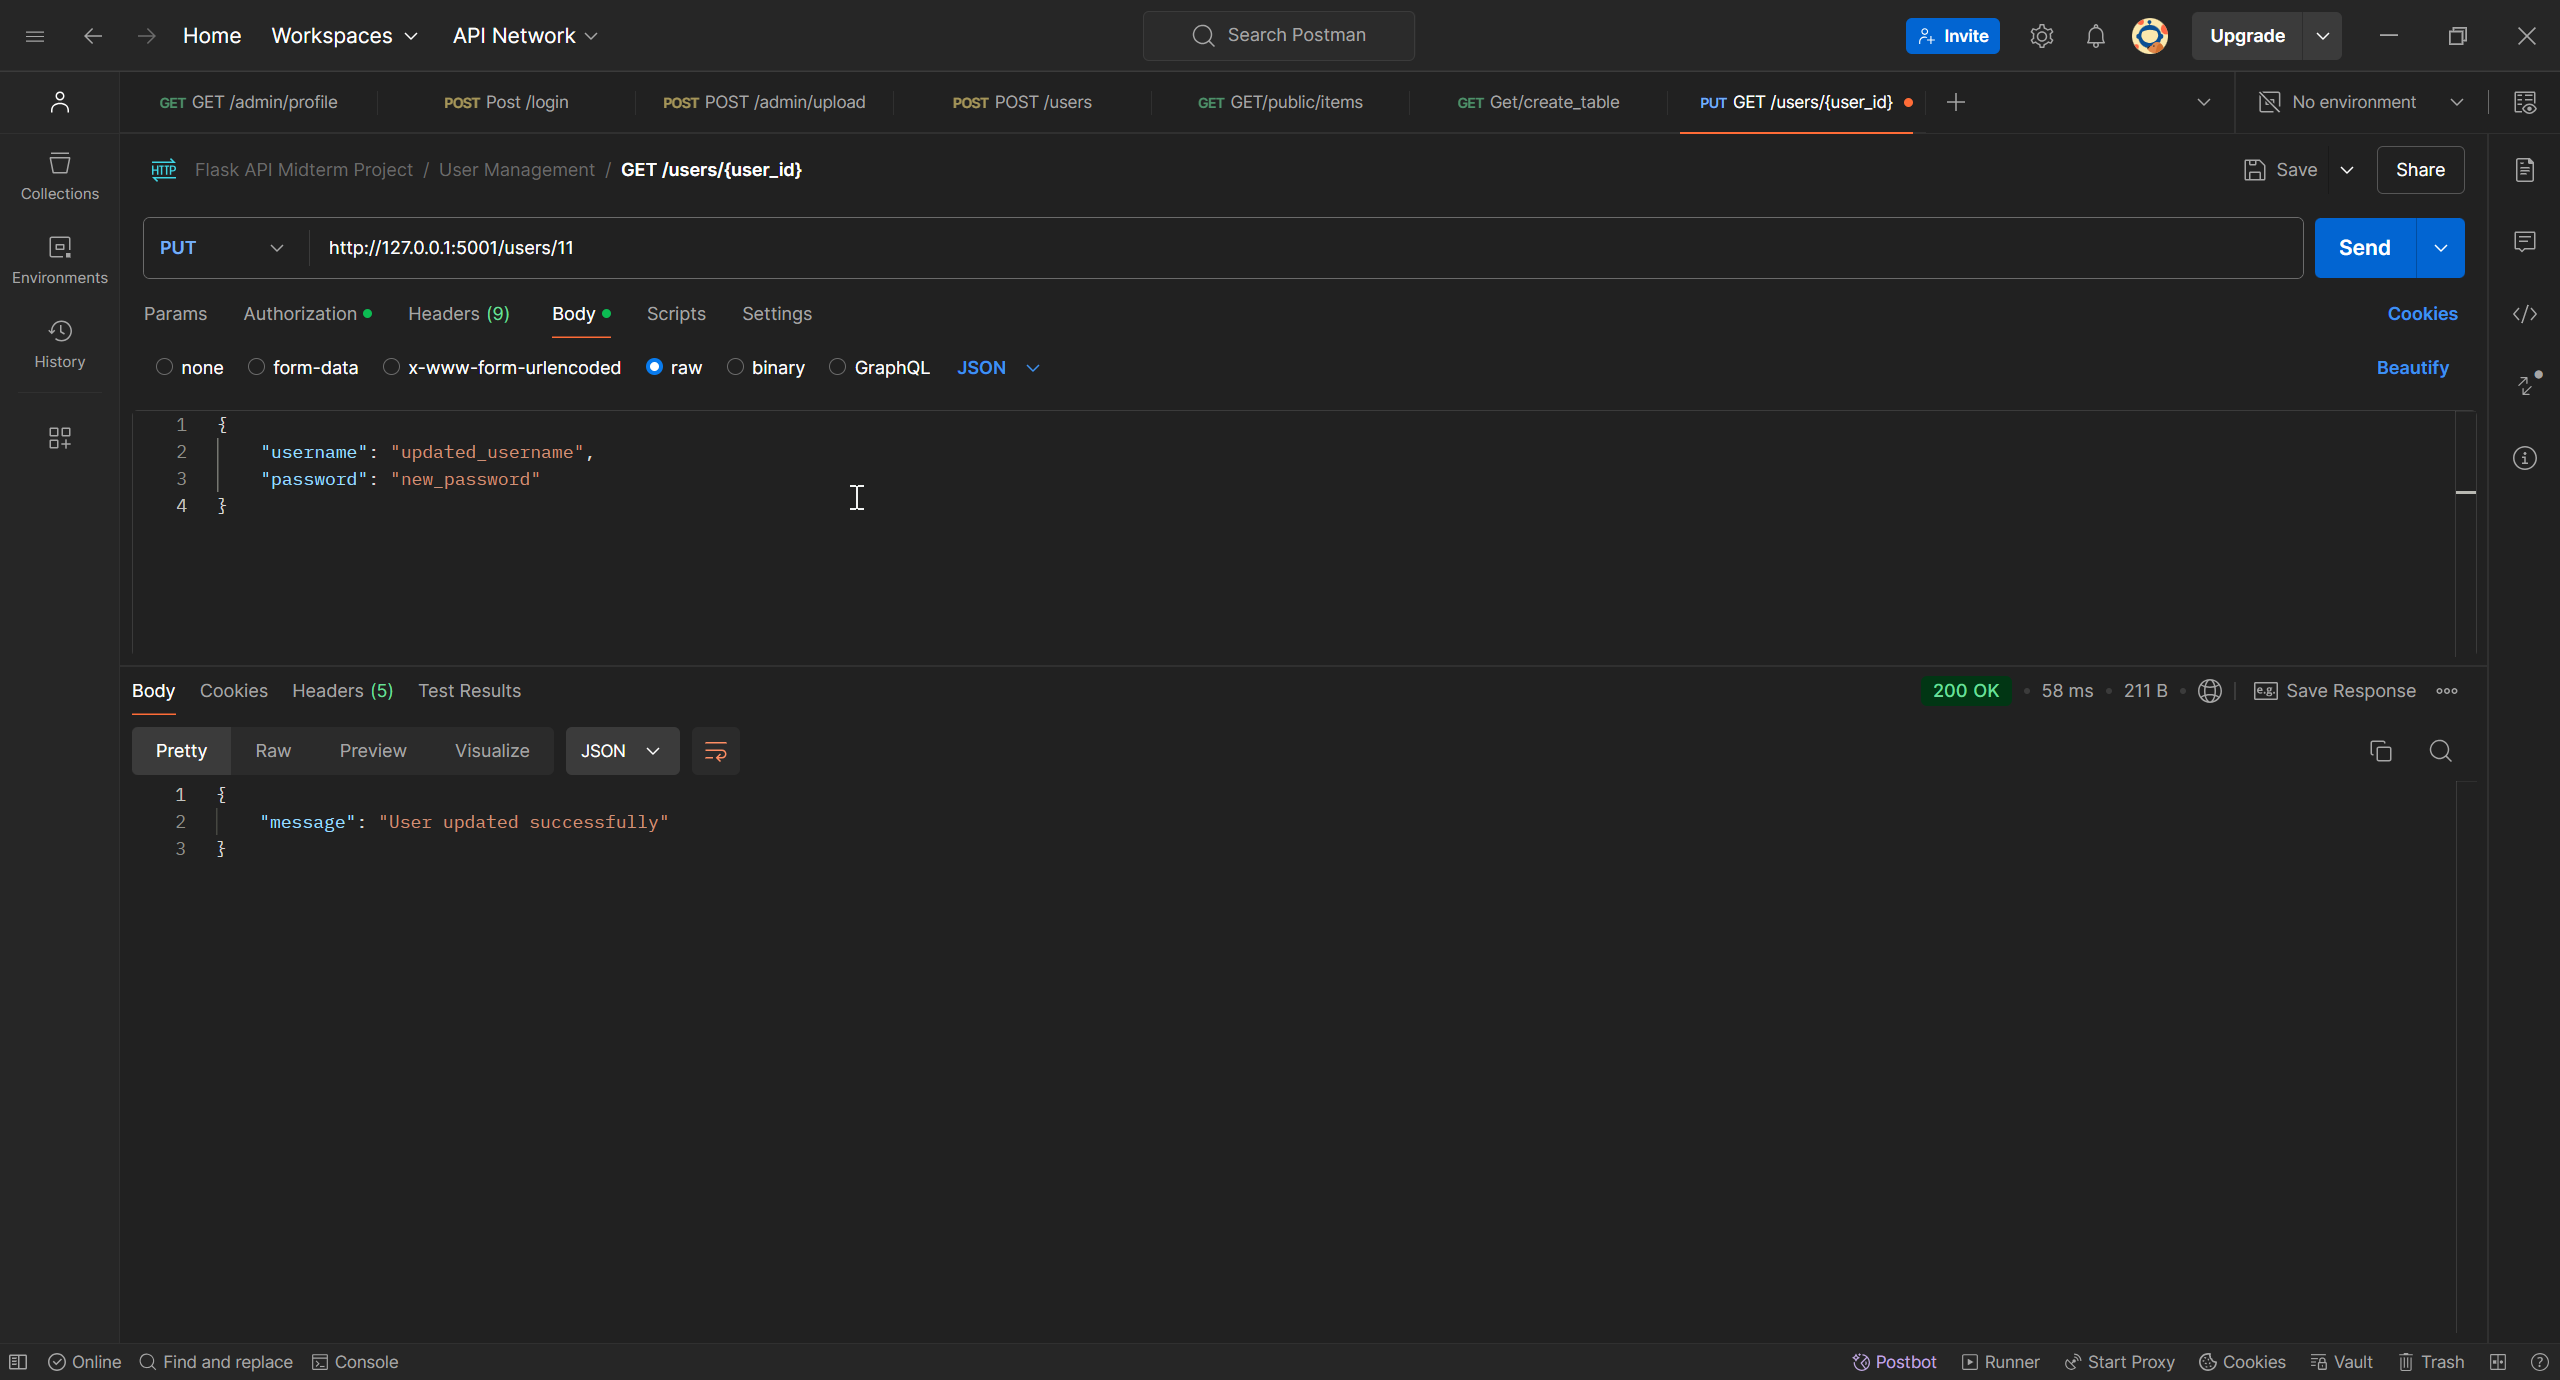 Home Workspaces API Network Search Postman Invite Upgrade
GET GET /admin/profile POST Post /login POST POST /admin/upload POST POST /users GET GET/public/items GET Get/create_table PUT GET /users/{user_id} No environment
Collections
Environments
History
HTTP Flask API Midterm Project / User Management / GET /users/{user_id} Save Share
PUT http://127.0.0.1:5001/users/11 Send
Params Authorization Headers (9) Body Scripts Settings Cookies
none form-data x-www-form-urlencoded raw binary GraphQL JSON Beautify
1 {
2 "username": "updated_username",
3 "password": "new_password"
4 }
Body Cookies Headers (5) Test Results 200 OK 58 ms 211 B e.g. Save Response
Pretty Raw Preview Visualize JSON
1 {
2 "message": "User updated successfully"
3 }
Online Find and replace Console Postbot Runner Start Proxy Cookies Vault Trash